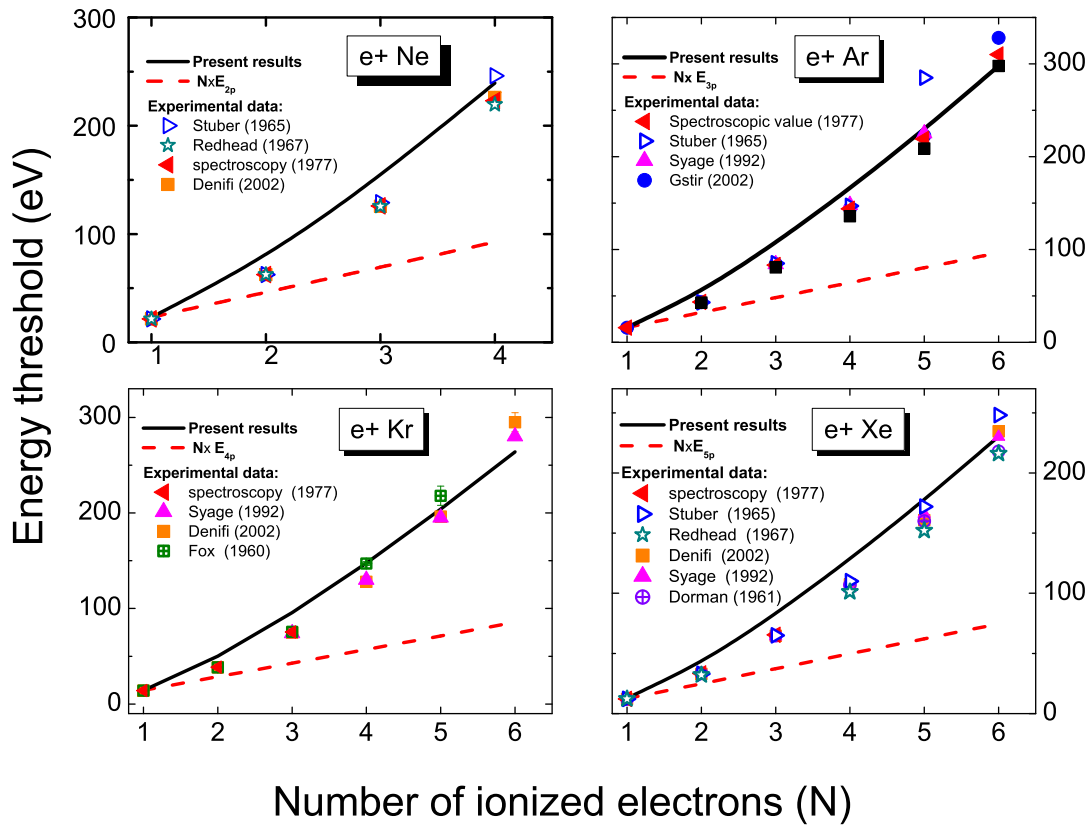 Energy threshold (eV)
300
200
100
0
e+ Ne
Present results
NxE2p
Experimental data:
Stuber (1965)
Redhead (1967)
spectroscopy (1977)
Denifi (2002)
1 2 3 4
e+ Ar
Present results
Nx E3p
Experimental data:
Spectroscopic value (1977)
Stuber (1965)
Syage (1992)
Gstir (2002)
300
200
100
0
1 2 3 4 5 6
300
200
100
0
e+ Kr
Present results
Nx E4p
Experimental data:
spectroscopy (1977)
Syage (1992)
Denifi (2002)
Fox (1960)
1 2 3 4 5 6
e+ Xe
Present results
NxE5p
Experimental data:
spectroscopy (1977)
Stuber (1965)
Redhead (1967)
Denifi (2002)
Syage (1992)
Dorman (1961)
200
100
0
1 2 3 4 5 6
Number of ionized electrons (N)